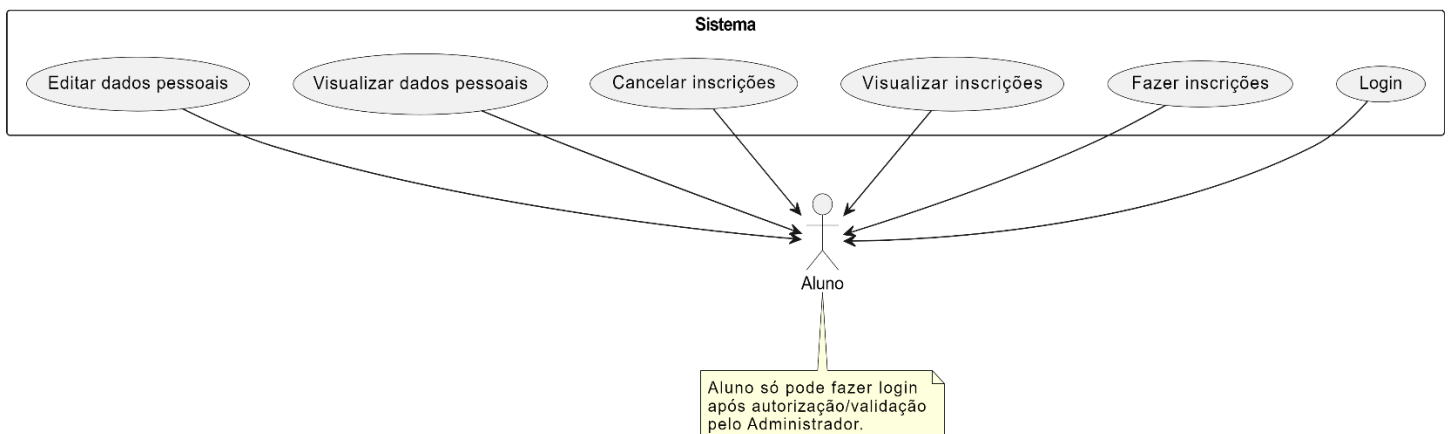 Sistema
Editar dados pessoais
Visualizar dados pessoais
Cancelar inscrições
Visualizar inscrições
Fazer inscrições
Login
Aluno
Aluno só pode fazer login
após autorização/validação
pelo Administrador.